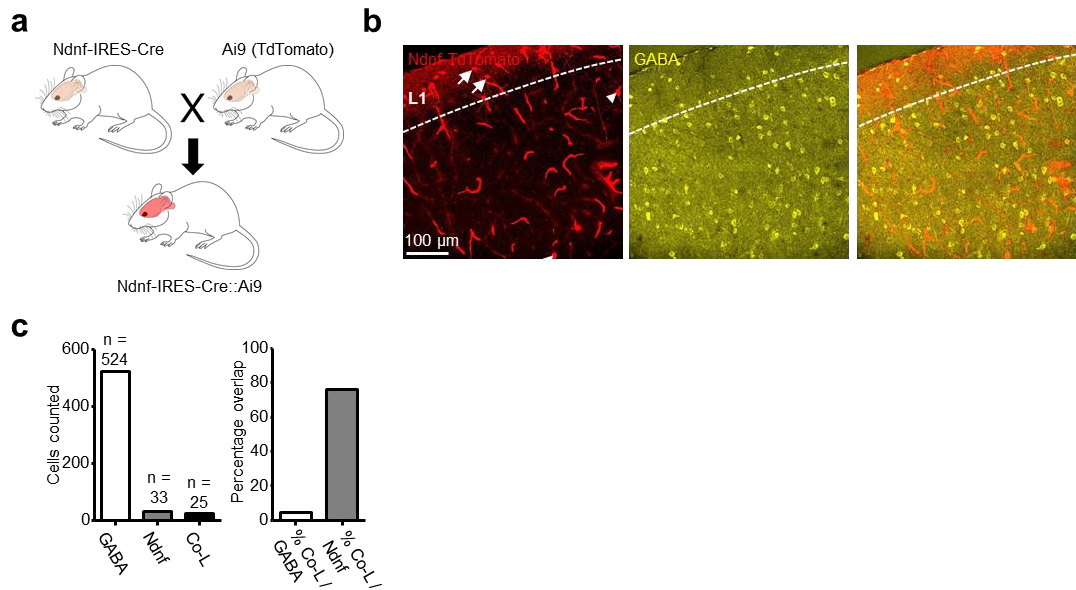 a
Ndnf-IRES-Cre
Ai9 (TdTomato)
X
Ndnf-IRES-Cre::Ai9
b
Ndnf-TdTomato
L1
100 µm
GABA
c
Cells counted
600
400
200
0
n =
524
n =
33
n =
25
GABA
Ndnf
Co-L
Percentage overlap
100
80
60
40
20
0
% Co-L /
GABA
% Co-L /
Ndnf